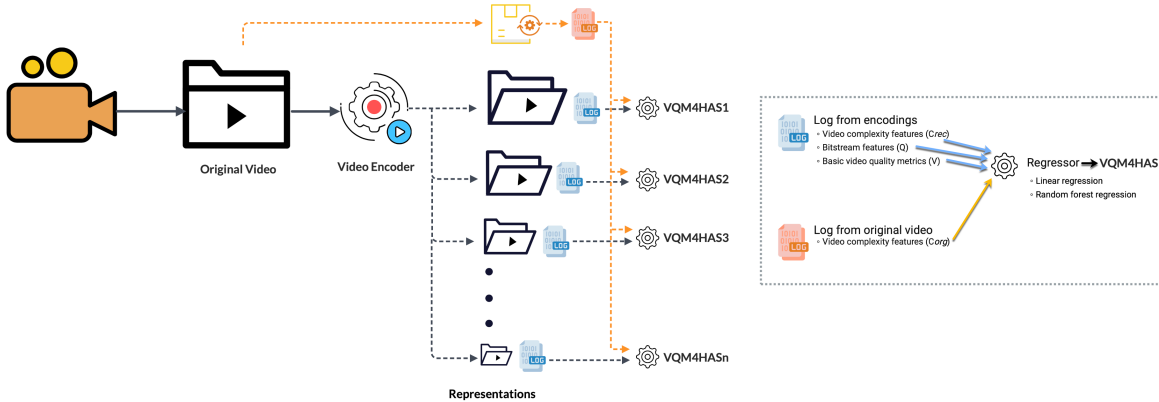 LOG
LOG
VQM4HAS1
Original Video
Video Encoder
LOG
VQM4HAS2
LOG
VQM4HAS3
LOG
VQM4HASn
Representations
LOG
Log from encodings
◦ Video complexity features (Crec)
◦ Bitstream features (Q)
◦ Basic video quality metrics (V)
Regressor VQM4HAS
◦ Linear regression
◦ Random forest regression
LOG
Log from original video
◦ Video complexity features (Corg)